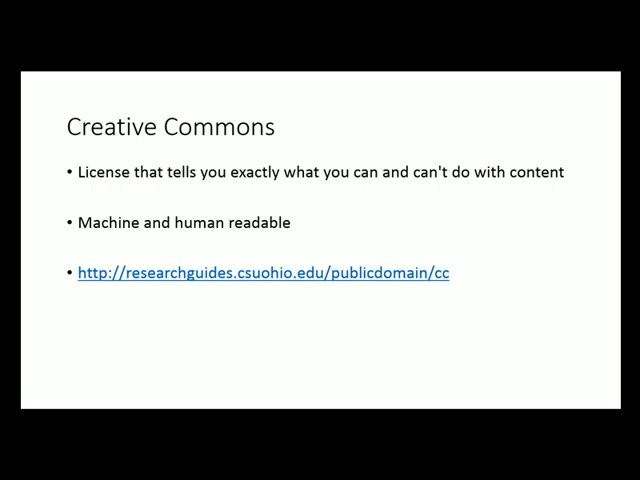 Creative Commons
• License that tells you exactly what you can and can't do with content
• Machine and human readable
• http://researchguides.csuohio.edu/publicdomain/cc